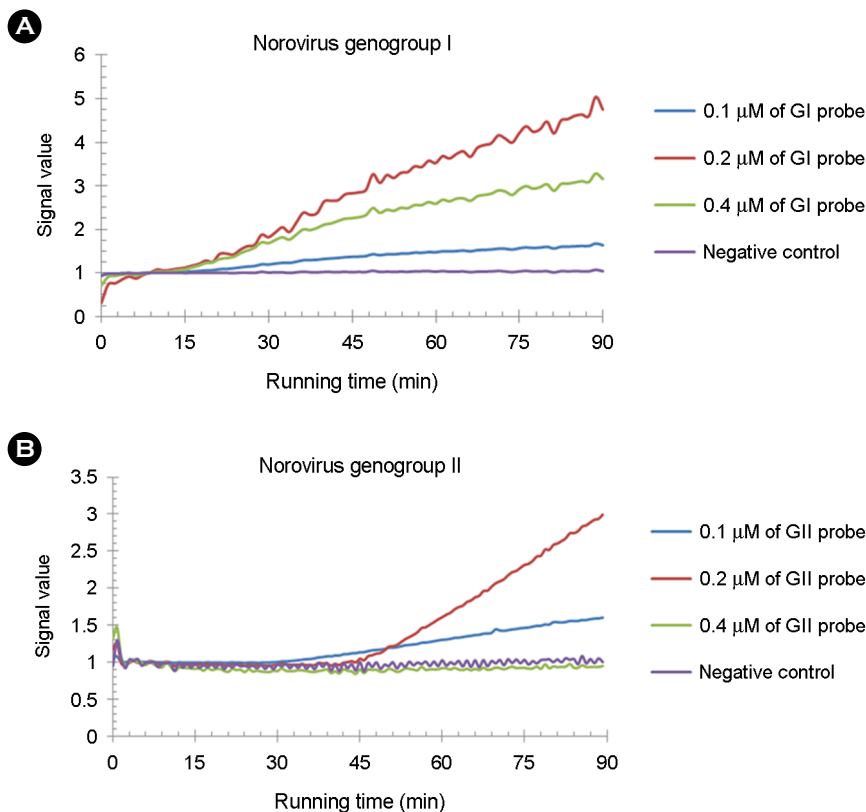 A
Norovirus genogroup I
6
5
4
3
2
1
0
Signal value
0 15 30 45 60 75 90
Running time (min)
0.1 μM of GI probe
0.2 μM of GI probe
0.4 μM of GI probe
Negative control
B
Norovirus genogroup II
3.5
3
2.5
2
1.5
1
0.5
0
Signal value
0 15 30 45 60 75 90
Running time (min)
0.1 μM of GII probe
0.2 μM of GII probe
0.4 μM of GII probe
Negative control